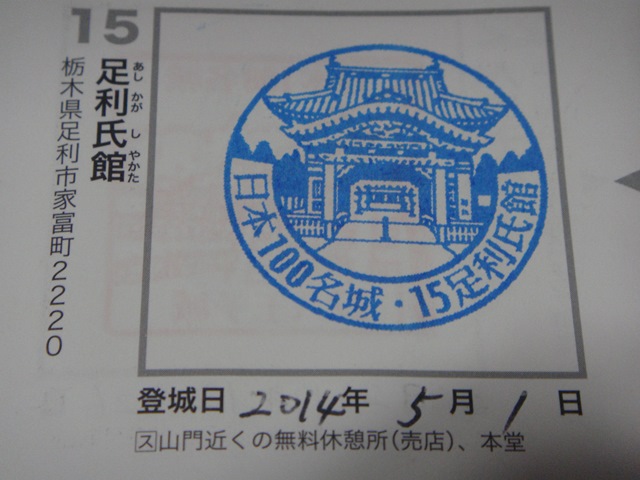 15
足利氏館
あし かが し やかた
栃木県足利市家富町2220
日本100名城・15足利氏館
登城日 2014年 5月 1日
ス山門近くの無料休憩所(売店)、本堂